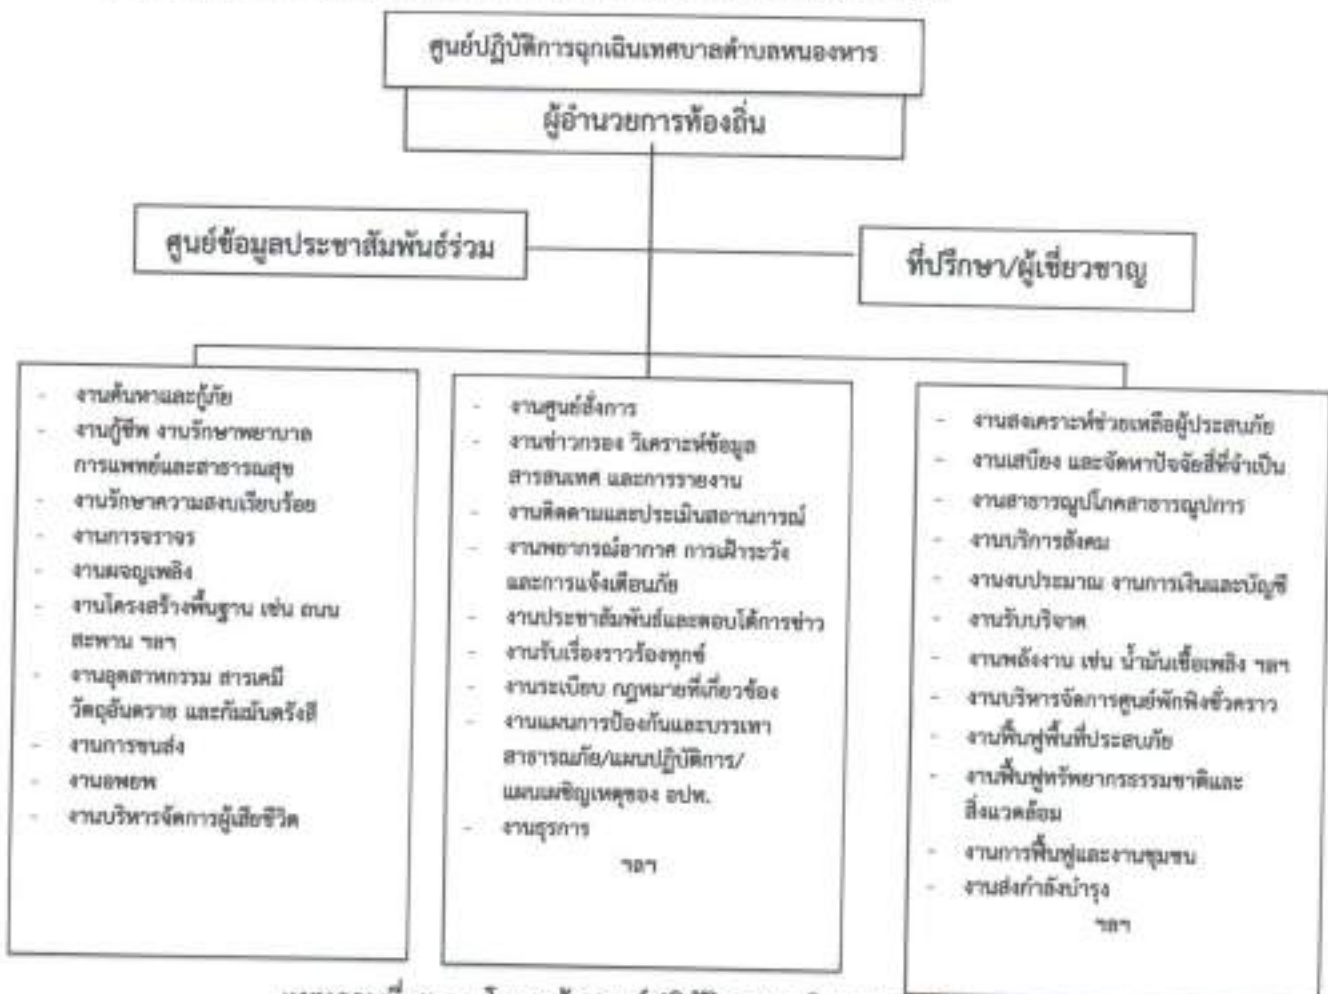 ศูนย์ปฏิบัติการฉุกเฉินเทศบาลตำบลหนองหาร
ผู้อำนวยการท้องถิ่น
ศูนย์ข้อมูลประชาสัมพันธ์ร่วม
ที่ปรึกษา/ผู้เชี่ยวชาญ
- งานค้นหาและกู้ภัย
- งานกู้ชีพ งานรักษาพยาบาล
การแพทย์และสาธารณสุข
- งานรักษาความสงบเรียบร้อย
- งานการจราจร
- งานผจญเพลิง
- งานโครงสร้างพื้นฐาน เช่น ถนน
สะพาน ฯลฯ
- งานอุตสาหกรรม สารเคมี
วัตถุอันตราย และกัมมันตรังสี
- งานการขนส่ง
- งานอพยพ
- งานบริหารจัดการผู้เสียชีวิต
- งานศูนย์สั่งการ
- งานข่าวกรอง วิเคราะห์ข้อมูล
สารสนเทศ และการรายงาน
- งานติดตามและประเมินสถานการณ์
- งานพยากรณ์อากาศ การเฝ้าระวัง
และการแจ้งเตือนภัย
- งานประชาสัมพันธ์และตอบโต้การข่าว
- งานรับเรื่องราวร้องทุกข์
- งานระเบียบ กฎหมายที่เกี่ยวข้อง
- งานแผนการป้องกันและบรรเทา
สาธารณภัย/แผนปฏิบัติการ/
แผนเผชิญเหตุของ อปท.
- งานธุรการ
ฯลฯ
- งานสงเคราะห์ช่วยเหลือผู้ประสบภัย
- งานเสบียง และจัดหาปัจจัยสี่ที่จำเป็น
- งานสาธารณูปโภคสาธารณูปการ
- งานบริการสังคม
- งานงบประมาณ งานการเงินและบัญชี
- งานรับบริจาค
- งานพลังงาน เช่น น้ำมันเชื้อเพลิง ฯลฯ
- งานบริหารจัดการศูนย์พักพิงชั่วคราว
- งานฟื้นฟูพื้นที่ประสบภัย
- งานฟื้นฟูทรัพยากรธรรมชาติและ
สิ่งแวดล้อม
- งานการฟื้นฟูและงานชุมชน
- งานส่งกำลังบำรุง
ฯลฯ